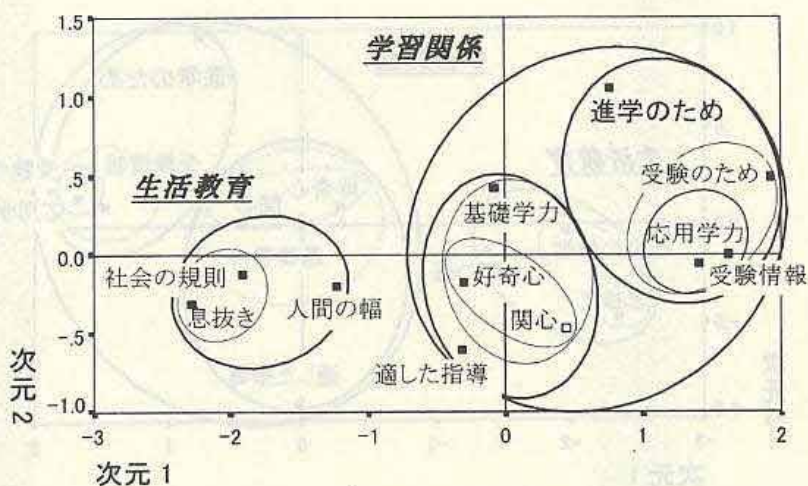 1.5
学習関係
1.0
進学のため
.5
生活教育
受験のため
基礎学力
応用学力
0.0
社会の規則
好奇心
受験情報
息抜き
人間の幅
関心
-.5
適した指導
次元 2
-1.0
-3
-2
-1
0
1
2
次元 1